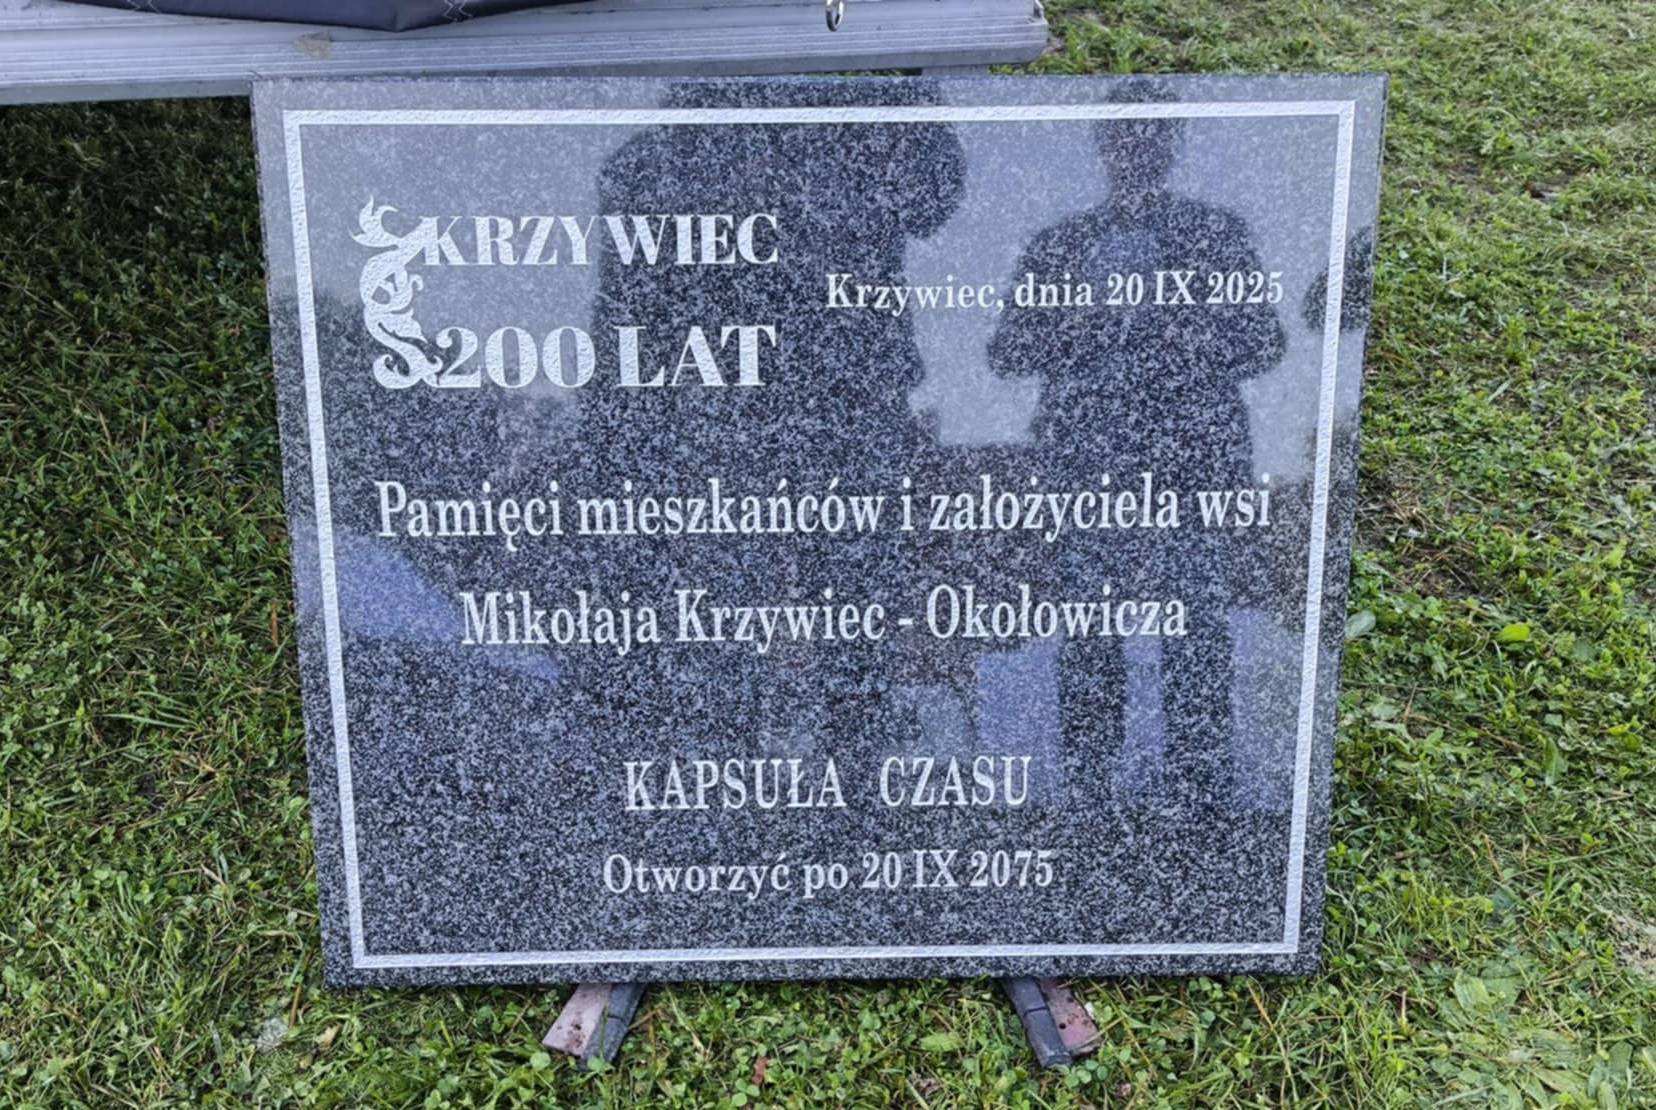 KRZYWIEC
200 LAT
Krzywiec, dnia 20 IX 2025
Pamięci mieszkańców i założyciela wsi
Mikołaja Krzywiec - Okołowicza
KAPSUŁA CZASU
Otworzyć po 20 IX 2075